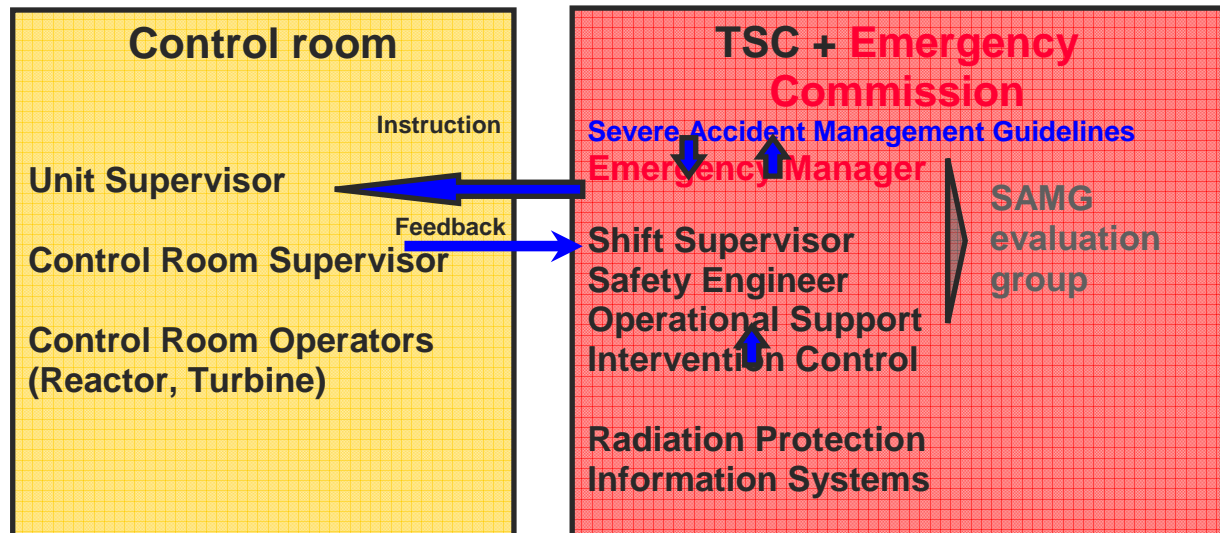 Control room
Instruction
Unit Supervisor
Feedback
Control Room Supervisor
Control Room Operators
(Reactor, Turbine)
TSC + Emergency
Commission
Severe Accident Management Guidelines
Emergency Manager
Shift Supervisor
Safety Engineer
Operational Support
Intervention Control
Radiation Protection
Information Systems
SAMG
evaluation
group